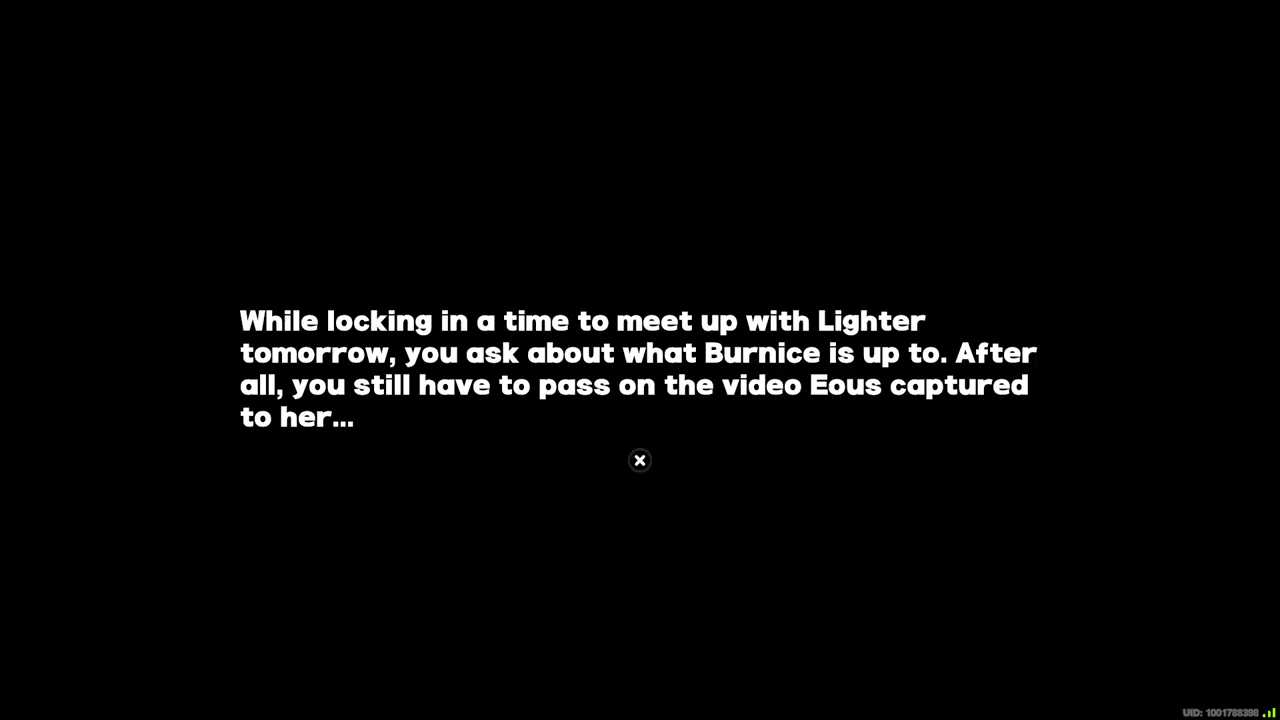 While locking in a time to meet up with Lighter
tomorrow, you ask about what Burnice is up to. After
all, you still have to pass on the video Eous captured
to her...
UID: 1001788398